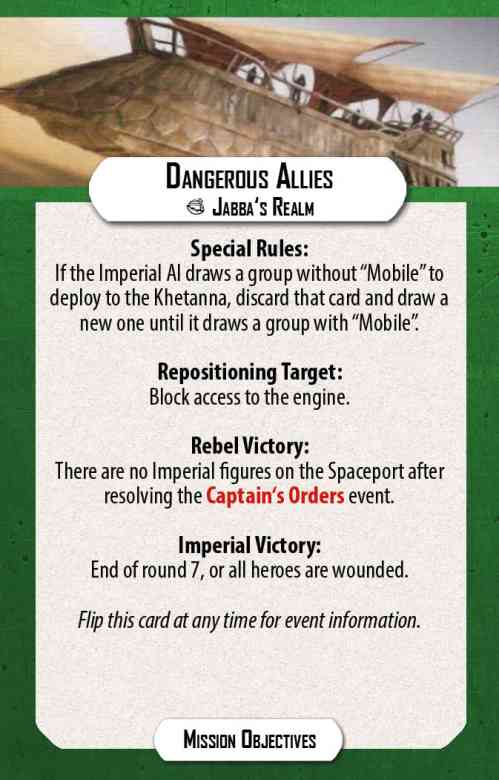 Dangerous Allies
Jabba‘s Realm
Special Rules:
If the Imperial AI draws a group without “Mobile” to
deploy to the Khetanna, discard that card and draw a
new one until it draws a group with “Mobile”.
Repositioning Target:
Block access to the engine.
Rebel Victory:
There are no Imperial figures on the Spaceport after
resolving the Captain‘s Orders event.
Imperial Victory:
End of round 7, or all heroes are wounded.
Flip this card at any time for event information.
Mission Objectives